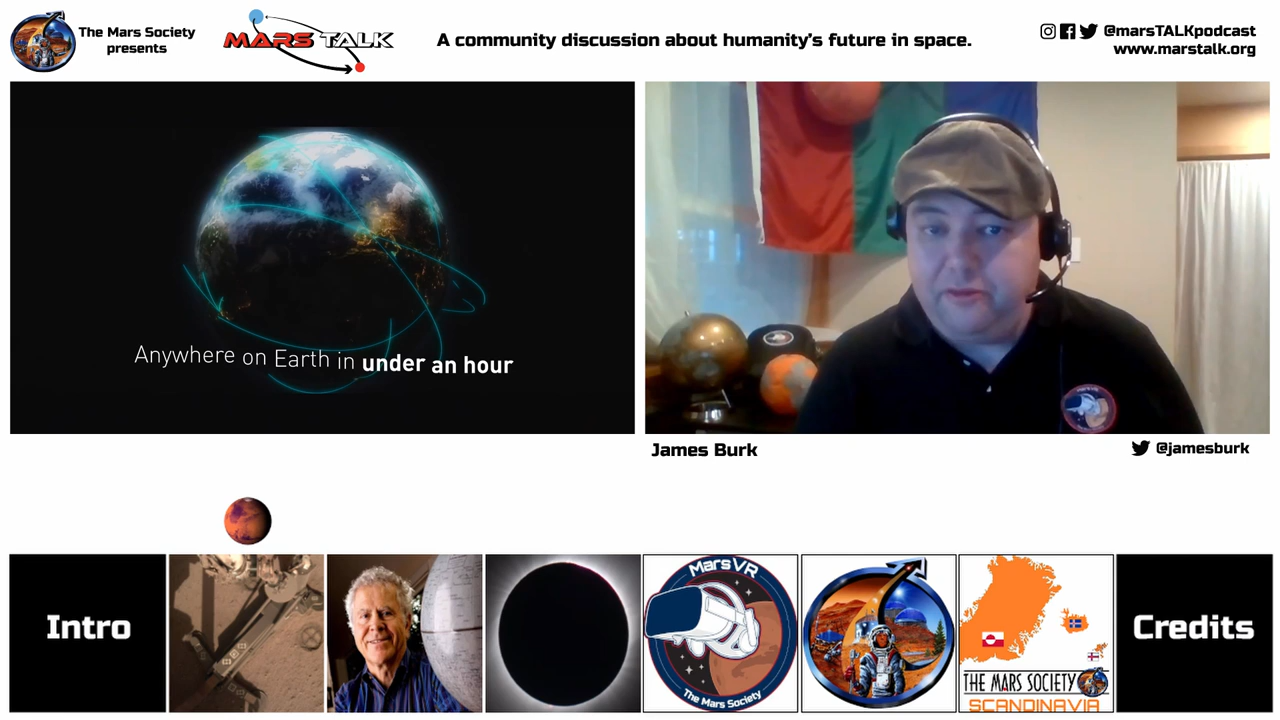 The Mars Society
presents
MARS TALK
A community discussion about humanity's future in space.
@marsTALKpodcast
www.marstalk.org
Anywhere on Earth in under an hour
James Burk
@jamesburk
Intro
MarsVR
The Mars Society
THE MARS SOCIETY
SCANDINAVIA
Credits